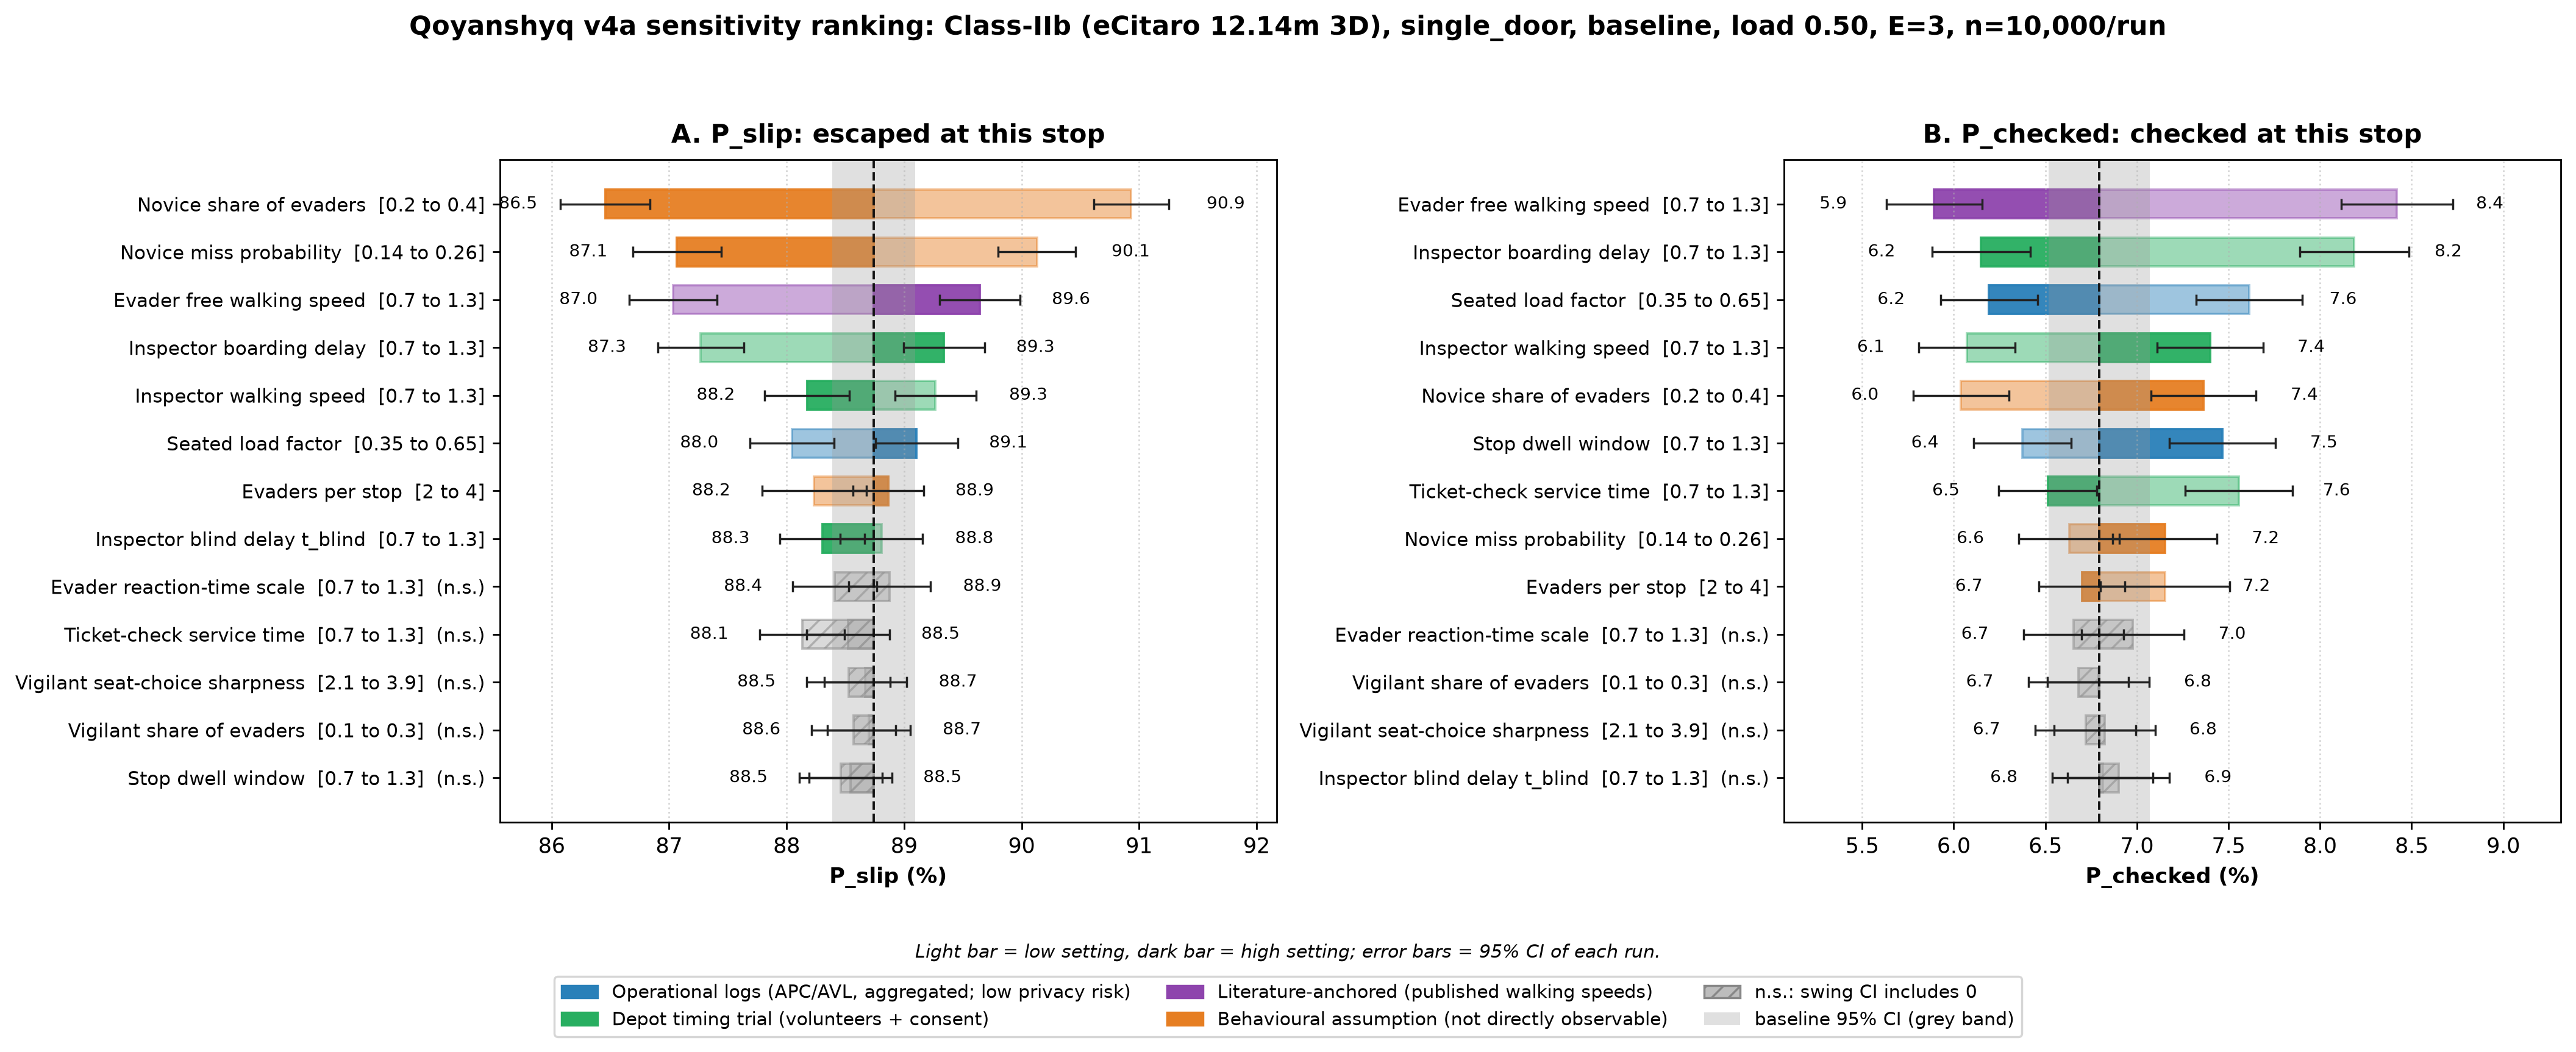 Qoyanshyq v4a sensitivity ranking: Class-IIb (eCitaro 12.14m 3D), single_door, baseline, load 0.50, E=3, n=10,000/run
A. P_slip: escaped at this stop
Novice share of evaders [0.2 to 0.4] 86.5 90.9
Novice miss probability [0.14 to 0.26] 87.1 90.1
Evader free walking speed [0.7 to 1.3] 87.0 89.6
Inspector boarding delay [0.7 to 1.3] 87.3 89.3
Inspector walking speed [0.7 to 1.3] 88.2 89.3
Seated load factor [0.35 to 0.65] 88.0 89.1
Evaders per stop [2 to 4] 88.2 88.9
Inspector blind delay t_blind [0.7 to 1.3] 88.3 88.8
Evader reaction-time scale [0.7 to 1.3] (n.s.) 88.4 88.9
Ticket-check service time [0.7 to 1.3] (n.s.) 88.1 88.5
Vigilant seat-choice sharpness [2.1 to 3.9] (n.s.) 88.5 88.7
Vigilant share of evaders [0.1 to 0.3] (n.s.) 88.6 88.7
Stop dwell window [0.7 to 1.3] (n.s.) 88.5 88.5
86 87 88 89 90 91 92
P_slip (%)
B. P_checked: checked at this stop
Evader free walking speed [0.7 to 1.3] 5.9 8.4
Inspector boarding delay [0.7 to 1.3] 6.2 8.2
Seated load factor [0.35 to 0.65] 6.2 7.6
Inspector walking speed [0.7 to 1.3] 6.1 7.4
Novice share of evaders [0.2 to 0.4] 6.0 7.4
Stop dwell window [0.7 to 1.3] 6.4 7.5
Ticket-check service time [0.7 to 1.3] 6.5 7.6
Novice miss probability [0.14 to 0.26] 6.6 7.2
Evaders per stop [2 to 4] 6.7 7.2
Evader reaction-time scale [0.7 to 1.3] (n.s.) 6.7 7.0
Vigilant share of evaders [0.1 to 0.3] (n.s.) 6.7 6.8
Vigilant seat-choice sharpness [2.1 to 3.9] (n.s.) 6.7 6.8
Inspector blind delay t_blind [0.7 to 1.3] (n.s.) 6.8 6.9
5.5 6.0 6.5 7.0 7.5 8.0 8.5 9.0
P_checked (%)
Light bar = low setting, dark bar = high setting; error bars = 95% CI of each run.
Operational logs (APC/AVL, aggregated; low privacy risk)
Depot timing trial (volunteers + consent)
Literature-anchored (published walking speeds)
Behavioural assumption (not directly observable)
n.s.: swing CI includes 0
baseline 95% CI (grey band)